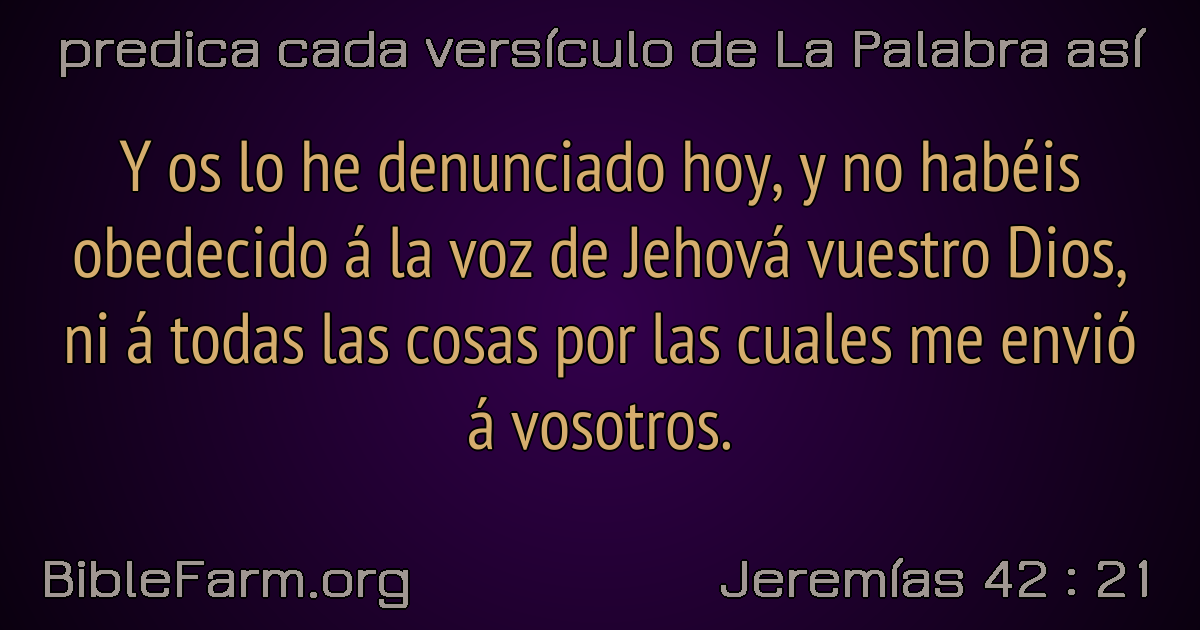 predica cada versículo de La Palabra así
Y os lo he denunciado hoy, y no habéis
obedecido á la voz de Jehová vuestro Dios,
ni á todas las cosas por las cuales me envió
á vosotros.
BibleFarm.org
Jeremías 42 : 21